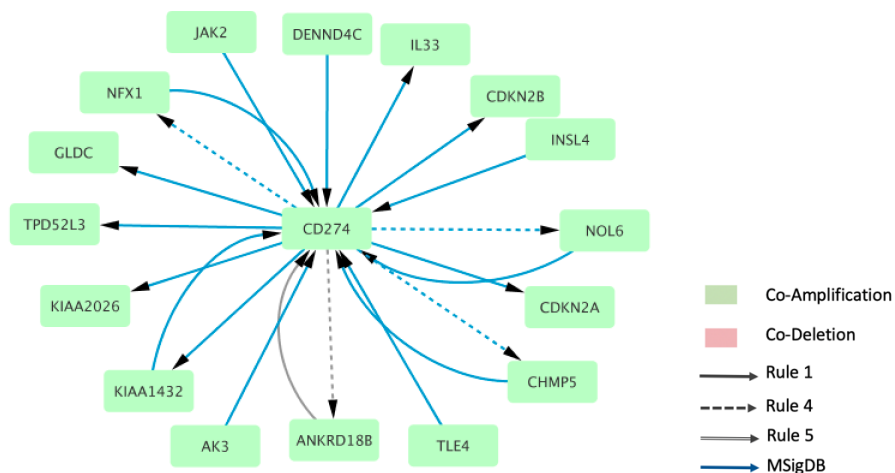 JAK2
DENND4C
IL33
NFX1
CDKN2B
GLDC
INSL4
TPD52L3
CD274
NOL6
KIAA2026
CDKN2A
KIAA1432
CHMP5
AK3
ANKRD18B
TLE4
Co-Amplification
Co-Deletion
Rule 1
Rule 4
Rule 5
MSigDB